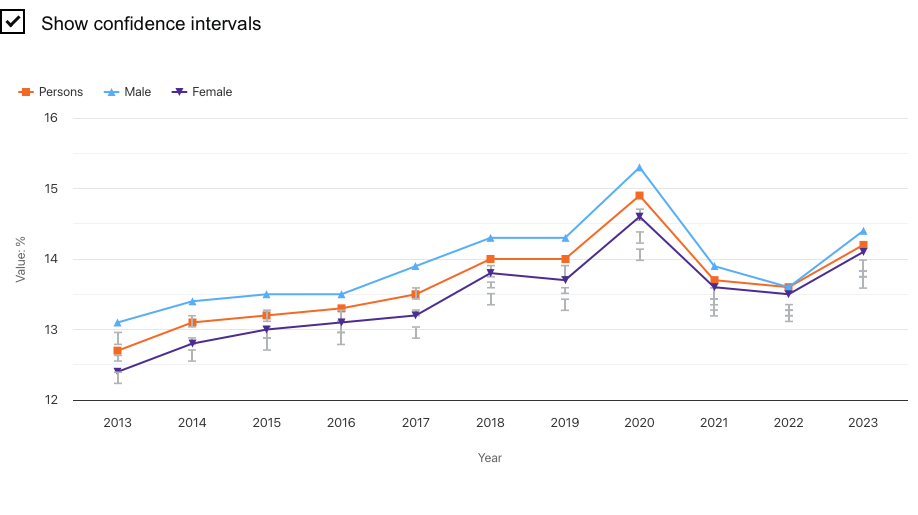 Show confidence intervals
Persons Male Female
16
15
14
13
12
Value: %
2013 2014 2015 2016 2017 2018 2019 2020 2021 2022 2023
Year